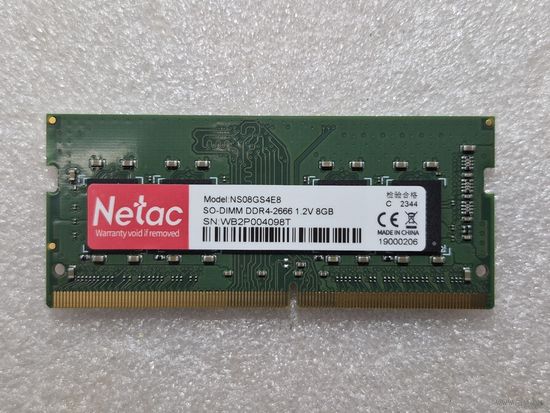 Netac
Warranty void if removed
Model:NS08GS4E8
SO-DIMM DDR4-2666 1.2V 8GB
SN:WB2P004098T
检验合格
C 2344
CE
MADE IN CHINA
19000206